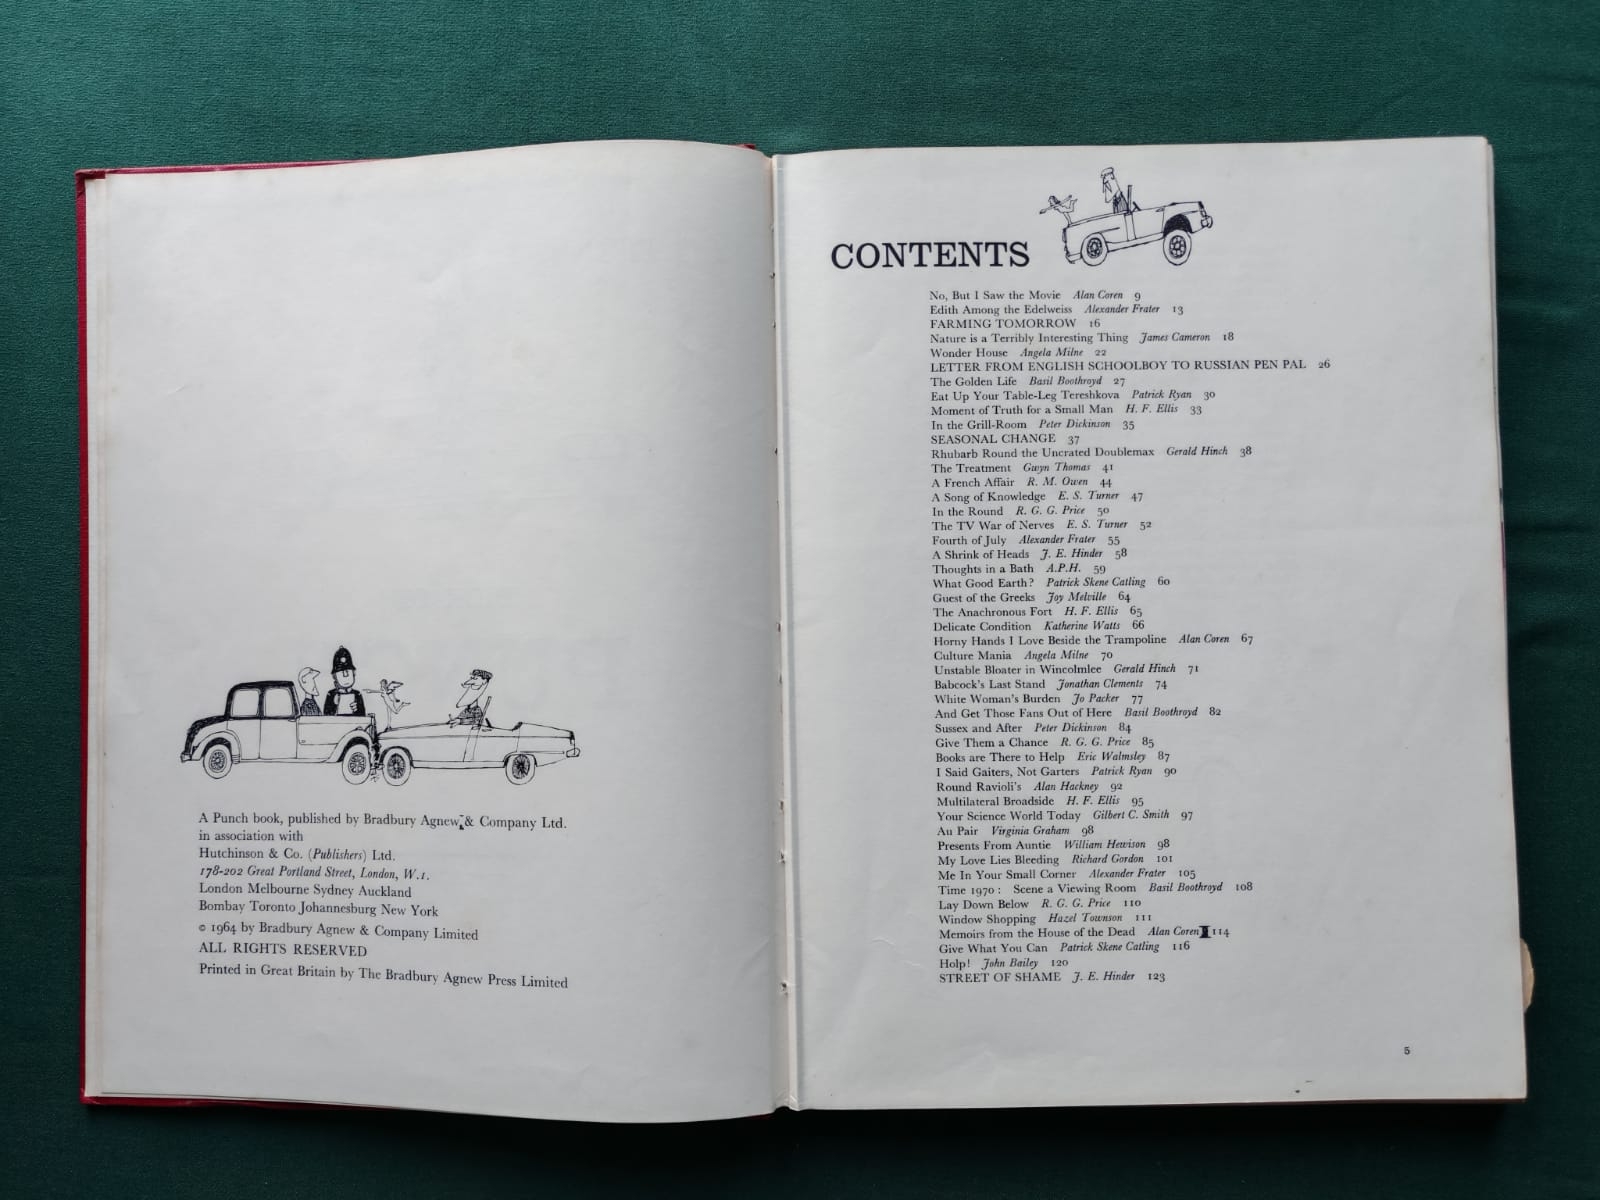 A Punch book, published by Bradbury Agnew & Company Ltd.
in association with
Hutchinson & Co. (Publishers) Ltd.
178-202 Great Portland Street, London, W.1.
London Melbourne Sydney Auckland
Bombay Toronto Johannesburg New York
© 1964 by Bradbury Agnew & Company Limited
ALL RIGHTS RESERVED
Printed in Great Britain by The Bradbury Agnew Press Limited
CONTENTS
No, But I Saw the Movie Alan Coren 9
Edith Among the Edelweiss Alexander Frater 13
FARMING TOMORROW 16
Nature is a Terribly Interesting Thing James Cameron 18
Wonder House Angela Milne 22
LETTER FROM ENGLISH SCHOOLBOY TO RUSSIAN PEN PAL 26
The Golden Life Basil Boothroyd 27
Eat Up Your Table-Leg Tereshkova Patrick Ryan 30
Moment of Truth for a Small Man H. F. Ellis 33
In the Grill-Room Peter Dickinson 35
SEASONAL CHANGE 37
Rhubarb Round the Uncrated Doublemax Gerald Hinch 38
The Treatment Gwyn Thomas 41
A French Affair R. M. Owen 44
A Song of Knowledge E. S. Turner 47
In the Round R. G. G. Price 50
The TV War of Nerves E. S. Turner 52
Fourth of July Alexander Frater 55
A Shrink of Heads J. E. Hinder 58
Thoughts in a Bath A.P.H. 59
What Good Earth? Patrick Skene Catling 60
Guest of the Greeks Joy Melville 64
The Anachronous Fort H. F. Ellis 65
Delicate Condition Katherine Watts 66
Horny Hands I Love Beside the Trampoline Alan Coren 67
Culture Mania Angela Milne 70
Unstable Bloater in Wincolmlee Gerald Hinch 71
Babcock's Last Stand Jonathan Clements 74
White Woman's Burden Jo Packer 77
And Get Those Fans Out of Here Basil Boothroyd 82
Sussex and After Peter Dickinson 84
Give Them a Chance R. G. G. Price 85
Books are There to Help Eric Walmsley 87
I Said Gaiters, Not Garters Patrick Ryan 90
Round Ravioli's Alan Hackney 92
Multilateral Broadside H. F. Ellis 95
Your Science World Today Gilbert C. Smith 97
Au Pair Virginia Graham 98
Presents From Auntie William Hewison 98
My Love Lies Bleeding Richard Gordon 101
Me In Your Small Corner Alexander Frater 105
Time 1970: Scene a Viewing Room Basil Boothroyd 108
Lay Down Below R. G. G. Price 110
Window Shopping Hazel Townson 111
Memoirs from the House of the Dead Alan Coren 114
Give What You Can Patrick Skene Catling 116
Holp! John Bailey 120
STREET OF SHAME J. E. Hinder 123
5